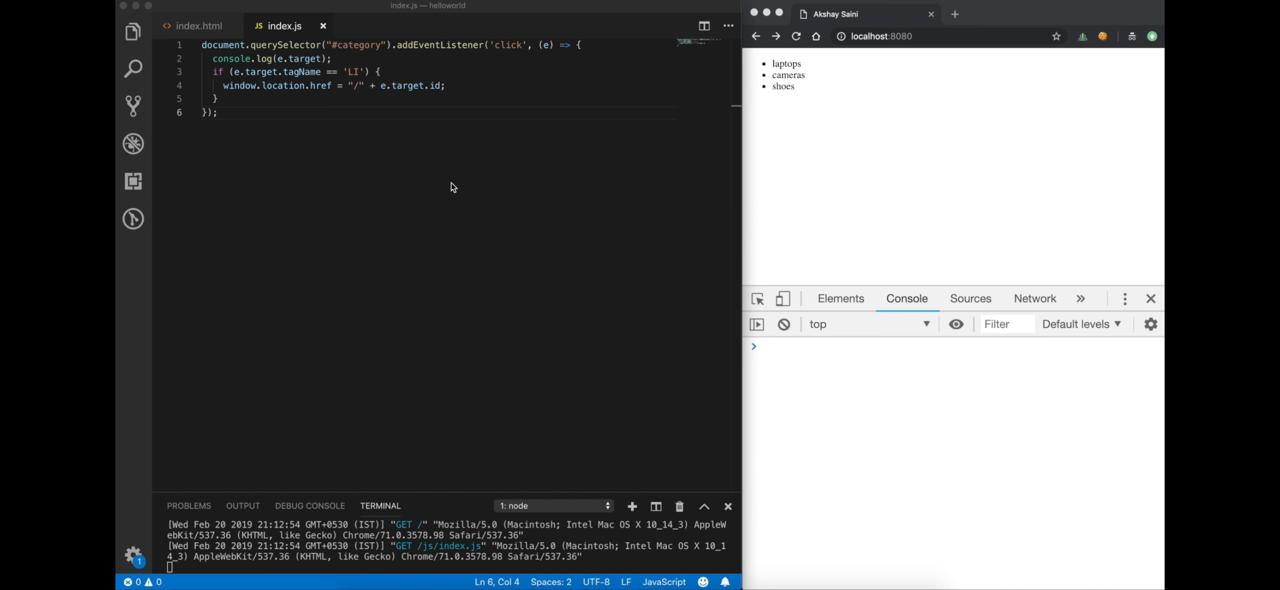 index.js — helloworld
<> index.html
JS index.js ×
1 document.querySelector("#category").addEventListener('click', (e) => {
2 console.log(e.target);
3 if (e.target.tagName == 'LI') {
4 window.location.href = "/" + e.target.id;
5 }
6 });
PROBLEMS OUTPUT DEBUG CONSOLE TERMINAL 1: node
[Wed Feb 20 2019 21:12:54 GMT+0530 (IST)] "GET /" "Mozilla/5.0 (Macintosh; Intel Mac OS X 10_14_3) AppleW
ebKit/537.36 (KHTML, like Gecko) Chrome/71.0.3578.98 Safari/537.36"
[Wed Feb 20 2019 21:12:54 GMT+0530 (IST)] "GET /js/index.js" "Mozilla/5.0 (Macintosh; Intel Mac OS X 10_1
4_3) AppleWebKit/537.36 (KHTML, like Gecko) Chrome/71.0.3578.98 Safari/537.36"
1
0 0 Ln 6, Col 4 Spaces: 2 UTF-8 LF JavaScript
Akshay Saini
localhost:8080
• laptops
• cameras
• shoes
Elements Console Sources Network »
top Filter Default levels
>